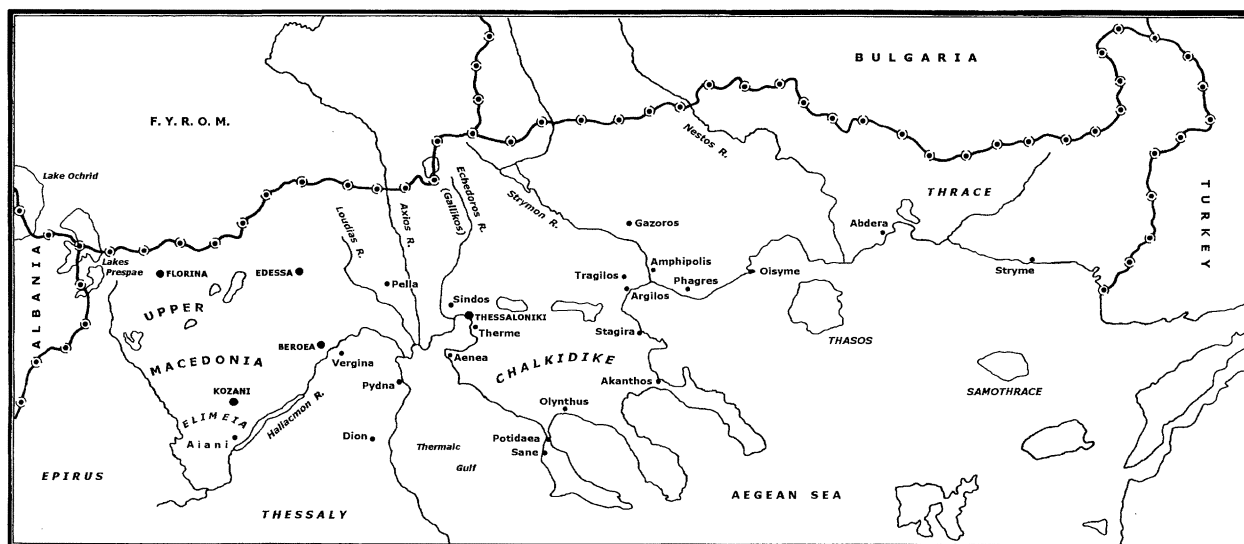 BULGARIA
F.Y.R.O.M.
Nestos R.
Lake Ochrid
Echedoros R.
(Gallikos)
THRACE
TURKEY
Strymon R.
Loudias R.
Axios R.
Gazoros
Abdera
ALBANIA
Lakes
Prespae
FLORINA
EDESSA
Amphipolis
Oisyme
Stryme
Tragilos
Phagres
Pella
Argilos
UPPER
Sindos
THESSALONIKI
Therme
Stagira
THASOS
BEROEA
Vergina
Aenea
MACEDONIA
CHALKIDIKE
Pydna
Akanthos
KOZANI
SAMOTHRACE
ELIMEIA
Haliacmon R.
Olynthus
Aiani
Dion
Thermaic
Gulf
Potidaea
Sane
EPIRUS
AEGEAN SEA
THESSALY